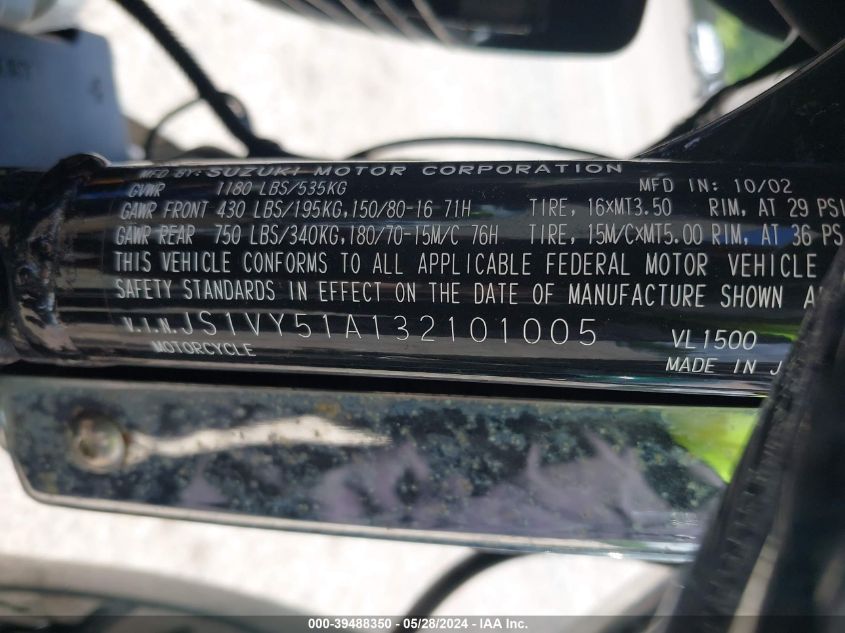 MFD BY: SUZUKI MOTOR CORPORATION
GVWR 1180 LBS/535KG MFD IN: 10/02
GAWR FRONT 430 LBS/195KG,150/80-16 71H TIRE, 16xMT3.50 RIM, AT 29 PSI
GAWR REAR 750 LBS/340KG,180/70-15M/C 76H TIRE, 15M/CxMT5.00 RIM, AT 36 PS
THIS VEHICLE CONFORMS TO ALL APPLICABLE FEDERAL MOTOR VEHICLE
SAFETY STANDARDS IN EFFECT ON THE DATE OF MANUFACTURE SHOWN A
V.I.N.JS1VY51A132101005 VL1500
MOTORCYCLE MADE IN J
000-39488350 - 05/28/2024 - IAA Inc.